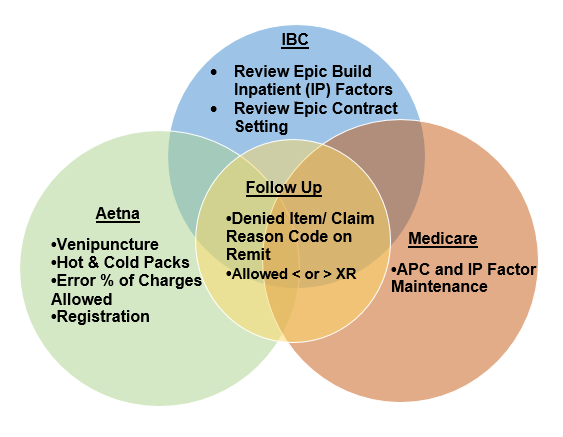 IBC
• Review Epic Build
Inpatient (IP) Factors
• Review Epic Contract
Setting
Follow Up
•Denied Item/ Claim
Reason Code on
Remit
•Allowed < or > XR
Aetna
•Venipuncture
•Hot & Cold Packs
•Error % of Charges
Allowed
•Registration
Medicare
•APC and IP Factor
Maintenance